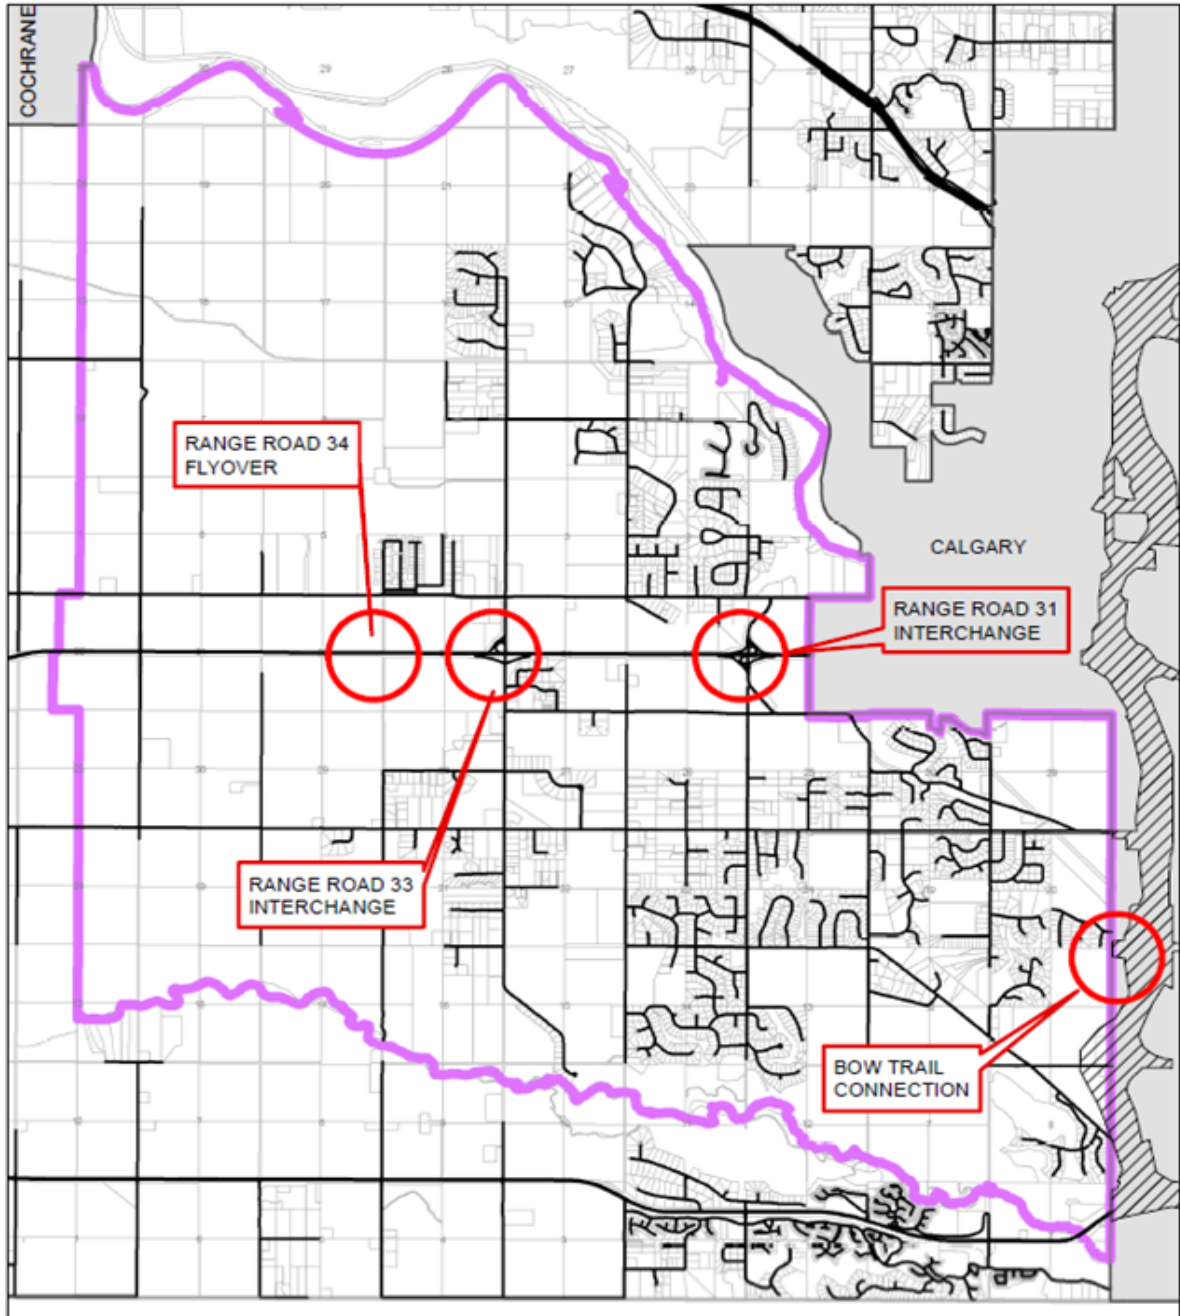 COCHRANE
RANGE ROAD 34
FLYOVER
CALGARY
RANGE ROAD 31
INTERCHANGE
RANGE ROAD 33
INTERCHANGE
BOW TRAIL
CONNECTION